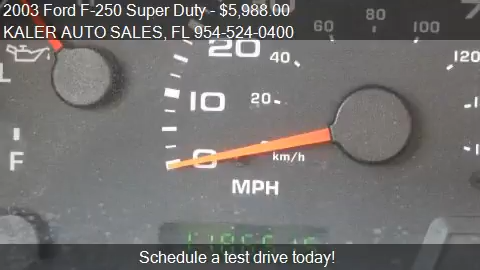 2003 Ford F-250 Super Duty - $5,988.00
KALER AUTO SALES, FL 954-524-0400
60
80
100
120
20
40
10
20
0
km/h
F
MPH
Schedule a test drive today!